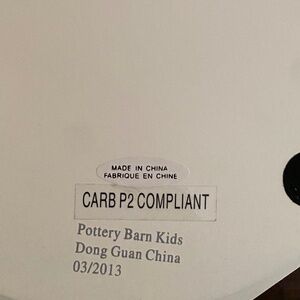 MADE IN CHINA
FABRIQUE EN CHINE
CARB P2 COMPLIANT
Pottery Barn Kids
Dong Guan China
03/2013